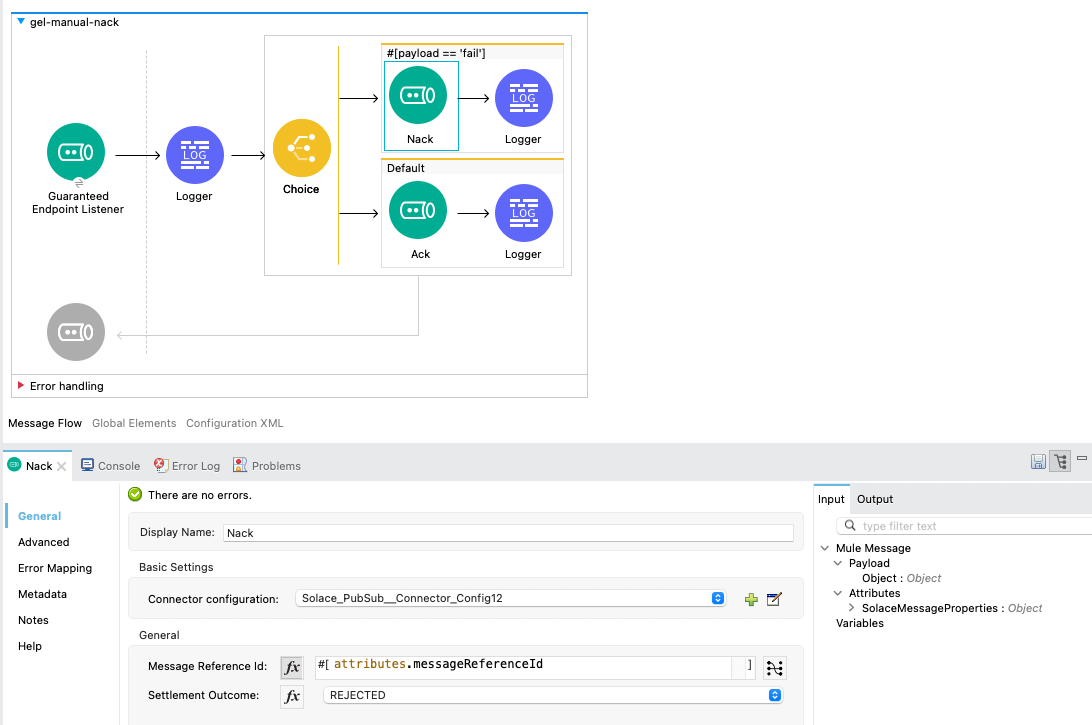 gel-manual-nack
#[payload == 'fail']
LOG
Nack
Logger
LOG
Guaranteed
Endpoint Listener
Logger
Choice
Default
LOG
Ack
Logger
Error handling
Message Flow Global Elements Configuration XML
Nack Console Error Log Problems
There are no errors.
General
Advanced
Error Mapping
Metadata
Notes
Help
Display Name: Nack
Basic Settings
Connector configuration: Solace_PubSub__Connector_Config12
General
Message Reference Id: fx #[ attributes.messageReferenceId ]
Settlement Outcome: fx REJECTED
Input Output
type filter text
Mule Message
Payload
Object : Object
Attributes
SolaceMessageProperties : Object
Variables